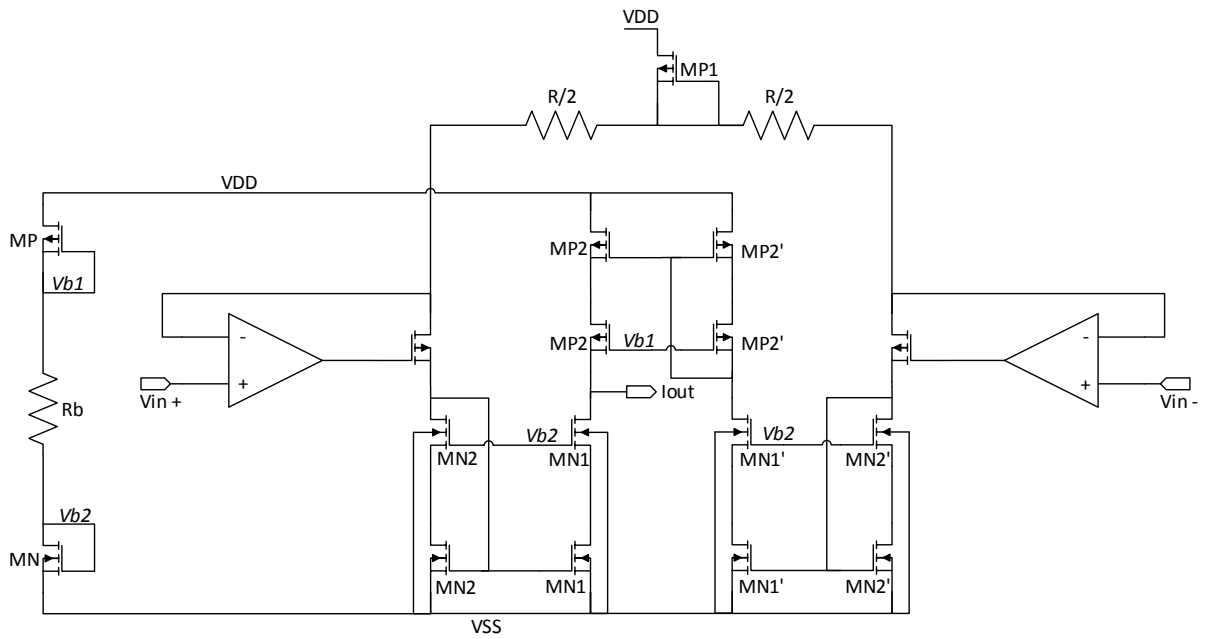 VDD
MP1
R/2
R/2
VDD
MP
MP2
MP2'
Vb1
-
-
MP2
Vb1
MP2'
Rb
+
+
Vin +
Iout
Vin -
Vb2
Vb2
MN2
MN1
MN1'
MN2'
Vb2
MN
MN2
MN1
MN1'
MN2'
VSS